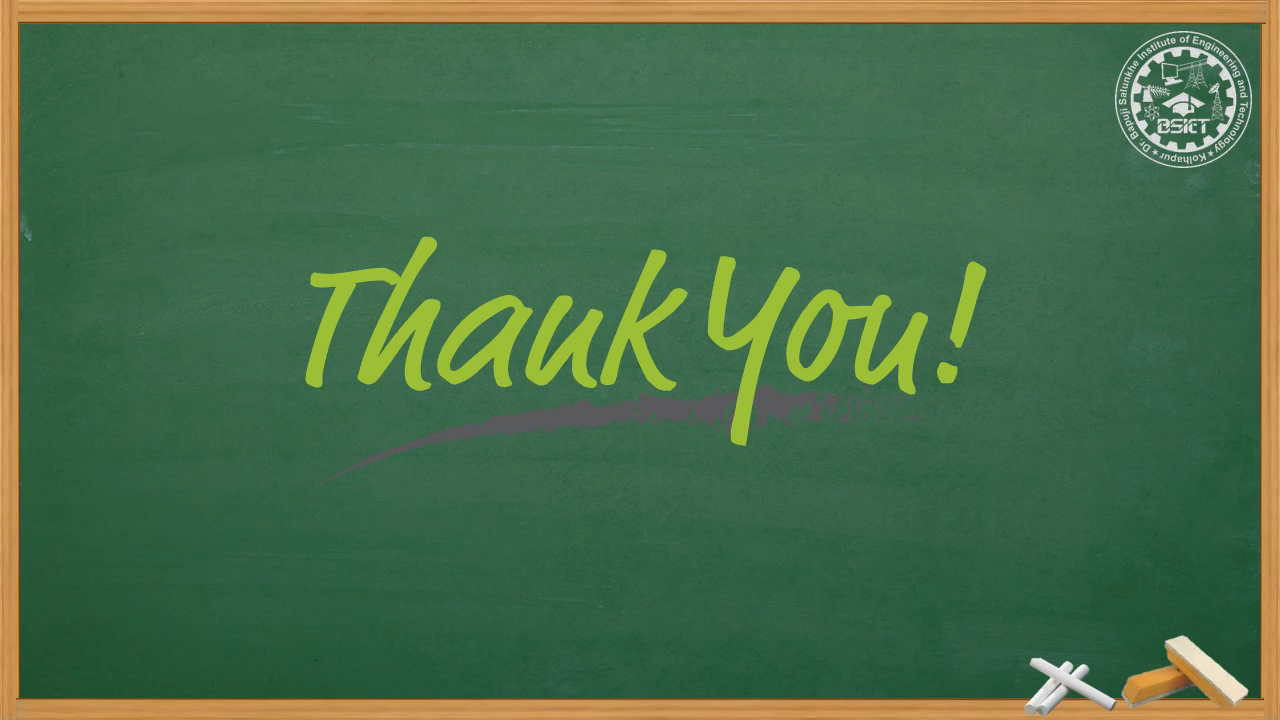 Dr Bapuji Salunkhe Institute of Engineering and Technology ★ Kolhapur ★
BSIET
Thank You!